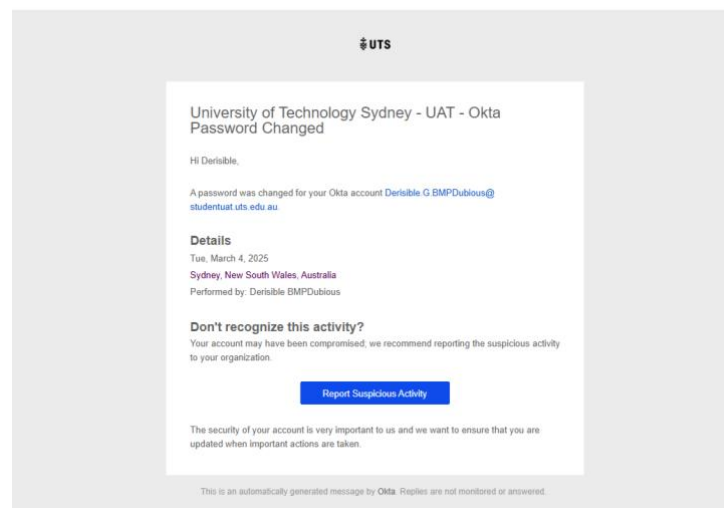 UTS
University of Technology Sydney - UAT - Okta
Password Changed
Hi Derisible,
A password was changed for your Okta account Derisible.G.BMPDubious@
studentuat.uts.edu.au
Details
Tue, March 4, 2025
Sydney, New South Wales, Australia
Performed by: Derisible BMPDubious
Don't recognize this activity?
Your account may have been compromised; we recommend reporting the suspicious activity
to your organization.
Report Suspicious Activity
The security of your account is very important to us and we want to ensure that you are
updated when important actions are taken.
This is an automatically generated message by Okta. Replies are not monitored or answered.